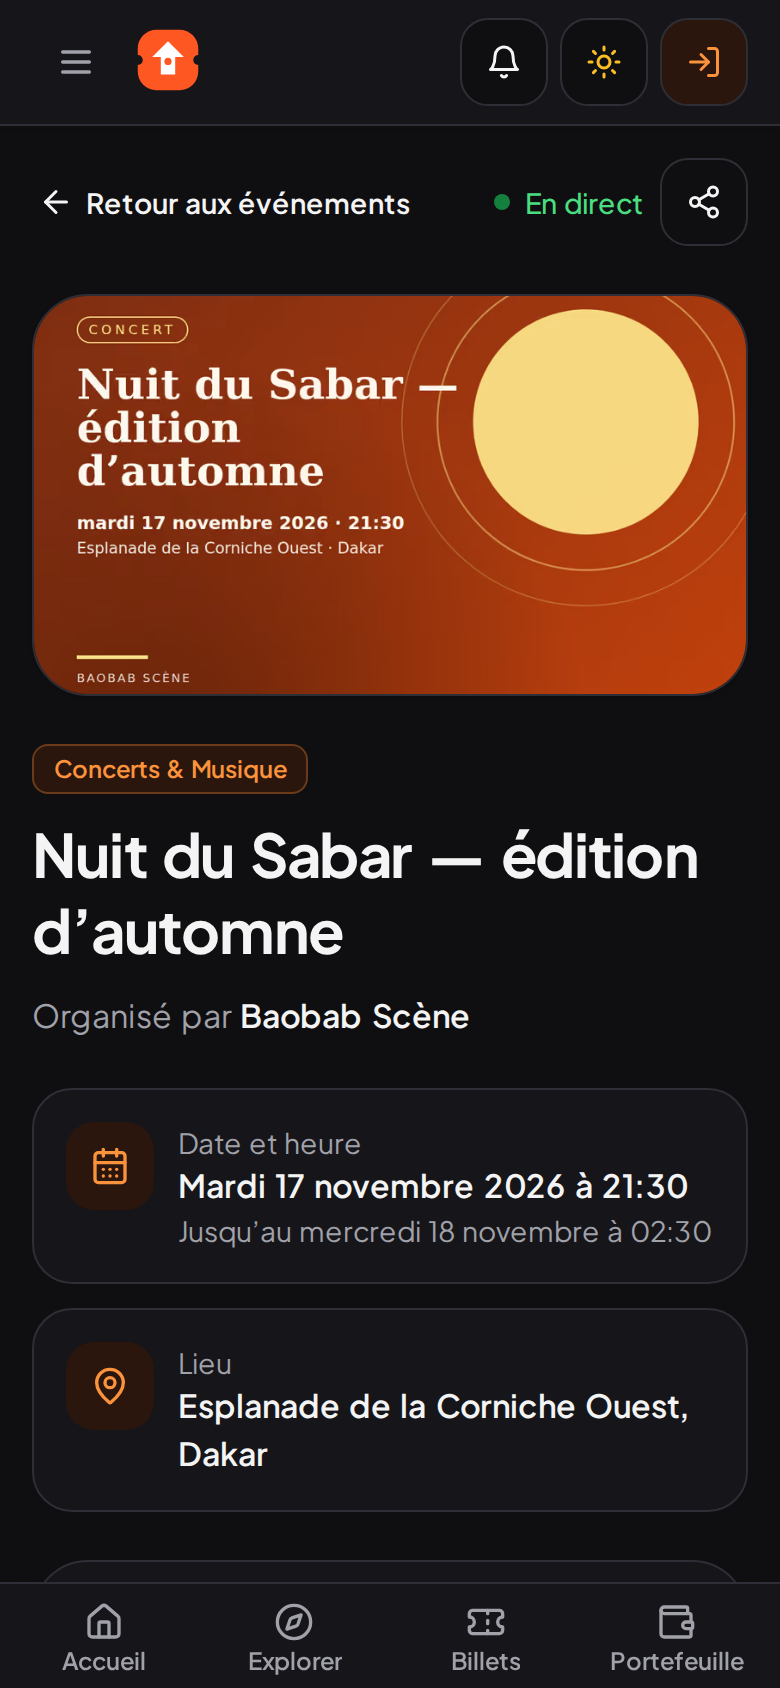 Retour aux événements
En direct
CONCERT
Nuit du Sabar —
édition
d’automne
mardi 17 novembre 2026 · 21:30
Esplanade de la Corniche Ouest · Dakar
BAOBAB SCÈNE
Concerts & Musique
Nuit du Sabar — édition
d’automne
Organisé par Baobab Scène
Date et heure
Mardi 17 novembre 2026 à 21:30
Jusqu’au mercredi 18 novembre à 02:30
Lieu
Esplanade de la Corniche Ouest,
Dakar
Accueil
Explorer
Billets
Portefeuille